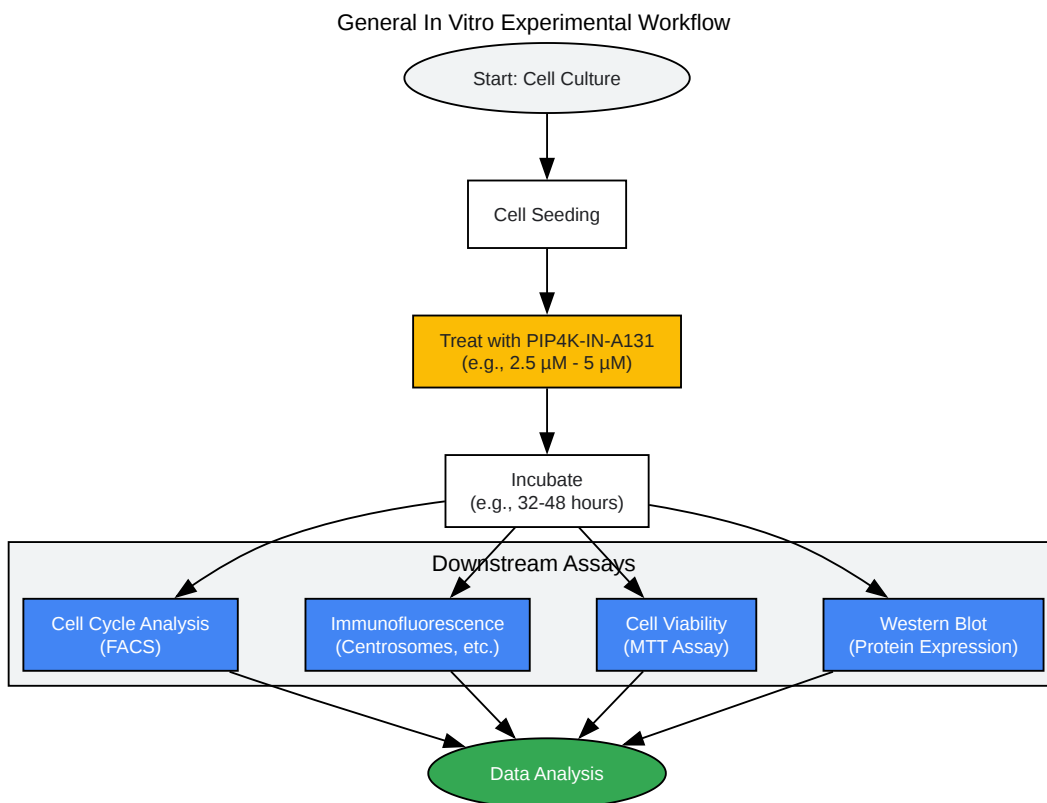 General In Vitro Experimental Workflow
Start: Cell Culture
Cell Seeding
Treat with PIP4K-IN-A131
(e.g., 2.5 µM - 5 µM)
Incubate
(e.g., 32-48 hours)
Downstream Assays
Cell Cycle Analysis
(FACS)
Immunofluorescence
(Centrosomes, etc.)
Cell Viability
(MTT Assay)
Western Blot
(Protein Expression)
Data Analysis